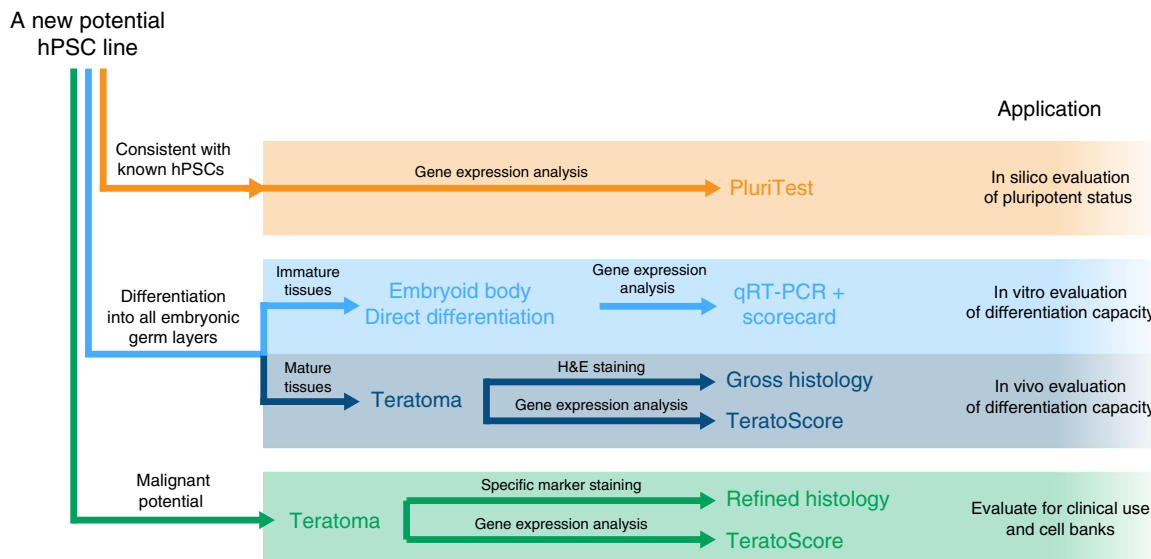 A new potential
hPSC line
Application
Consistent with
known hPSCs
Gene expression analysis
PluriTest
In silico evaluation
of pluripotent status
Differentiation
into all embryonic
germ layers
Immature
tissues
Embryoid body
Direct differentiation
Gene expression
analysis
qRT-PCR +
scorecard
In vitro evaluation
of differentiation capacity
Mature
tissues
Teratoma
H&E staining
Gross histology
Gene expression analysis
TeratoScore
In vivo evaluation
of differentiation capacity
Malignant
potential
Teratoma
Specific marker staining
Refined histology
Gene expression analysis
TeratoScore
Evaluate for clinical use
and cell banks